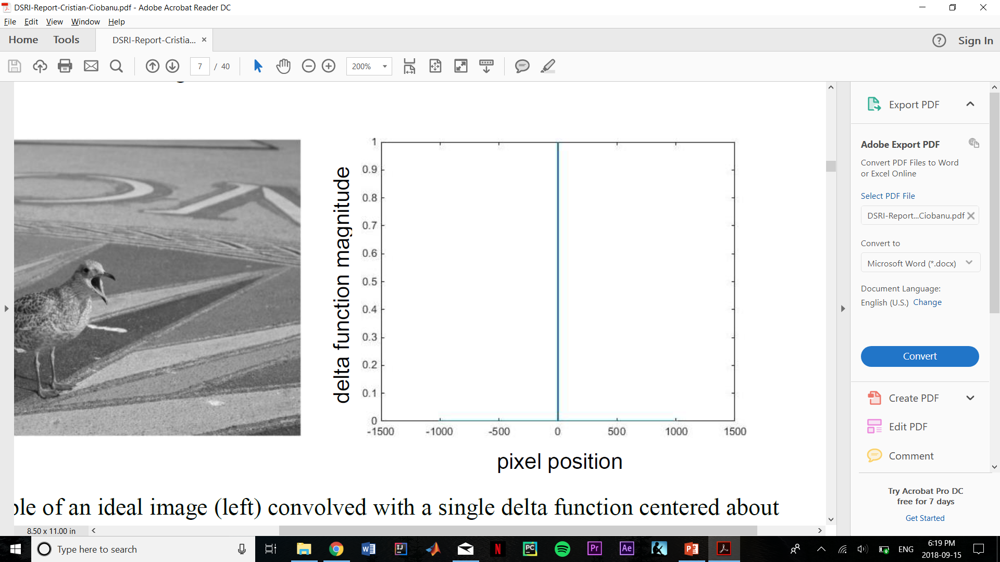 DSRI-Report-Cristian-Ciobanu.pdf - Adobe Acrobat Reader DC
File Edit View Window Help
Home Tools DSRI-Report-Cristia... × ? Sign In
7 / 40 200%
1
0.9
0.8
0.7
0.6
0.5
0.4
0.3
0.2
0.1
0
delta function magnitude
-1500 -1000 -500 0 500 1000 1500
pixel position
ple of an ideal image (left) convolved with a single delta function centered about
8.50 x 11.00 in
Export PDF
Adobe Export PDF
Convert PDF Files to Word
or Excel Online
Select PDF File
DSRI-Report...Ciobanu.pdf
Convert to
Microsoft Word (*.docx)
Document Language:
English (U.S.) Change
Convert
Create PDF
Edit PDF
Comment
Try Acrobat Pro DC
free for 7 days
Get Started
Type here to search
W IJ N PC Pr Ae P
ENG
6:19 PM
2018-09-15